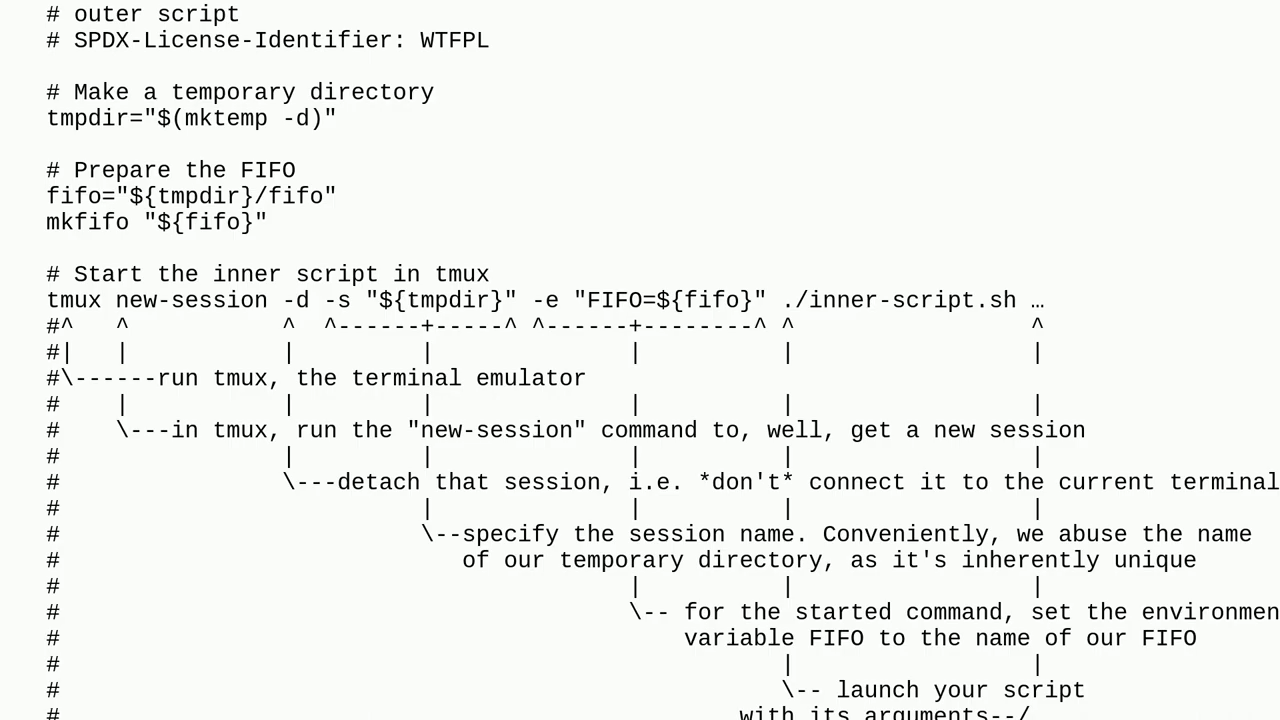 # outer script
# SPDX-License-Identifier: WTFPL

# Make a temporary directory
tmpdir="$(mktemp -d)"

# Prepare the FIFO
fifo="${tmpdir}/fifo"
mkfifo "${fifo}"

# Start the inner script in tmux
tmux new-session -d -s "${tmpdir}" -e "FIFO=${fifo}" ./inner-script.sh …
#^   ^           ^  ^------+-----^ ^------+--------^ ^                 ^
#|   |           |         |              |          |                 |
#\------run tmux, the terminal emulator
#    |           |         |              |          |                 |
#    \---in tmux, run the "new-session" command to, well, get a new session
#                |         |              |          |                 |
#                \---detach that session, i.e. *don't* connect it to the current terminal
#                          |              |          |                 |
#                          \--specify the session name. Conveniently, we abuse the name
#                             of our temporary directory, as it's inherently unique
#                                         |          |                 |
#                                         \-- for the started command, set the environmen
#                                             variable FIFO to the name of our FIFO
#                                                    |                 |
#                                                    \-- launch your script
#                                                 with its arguments--/